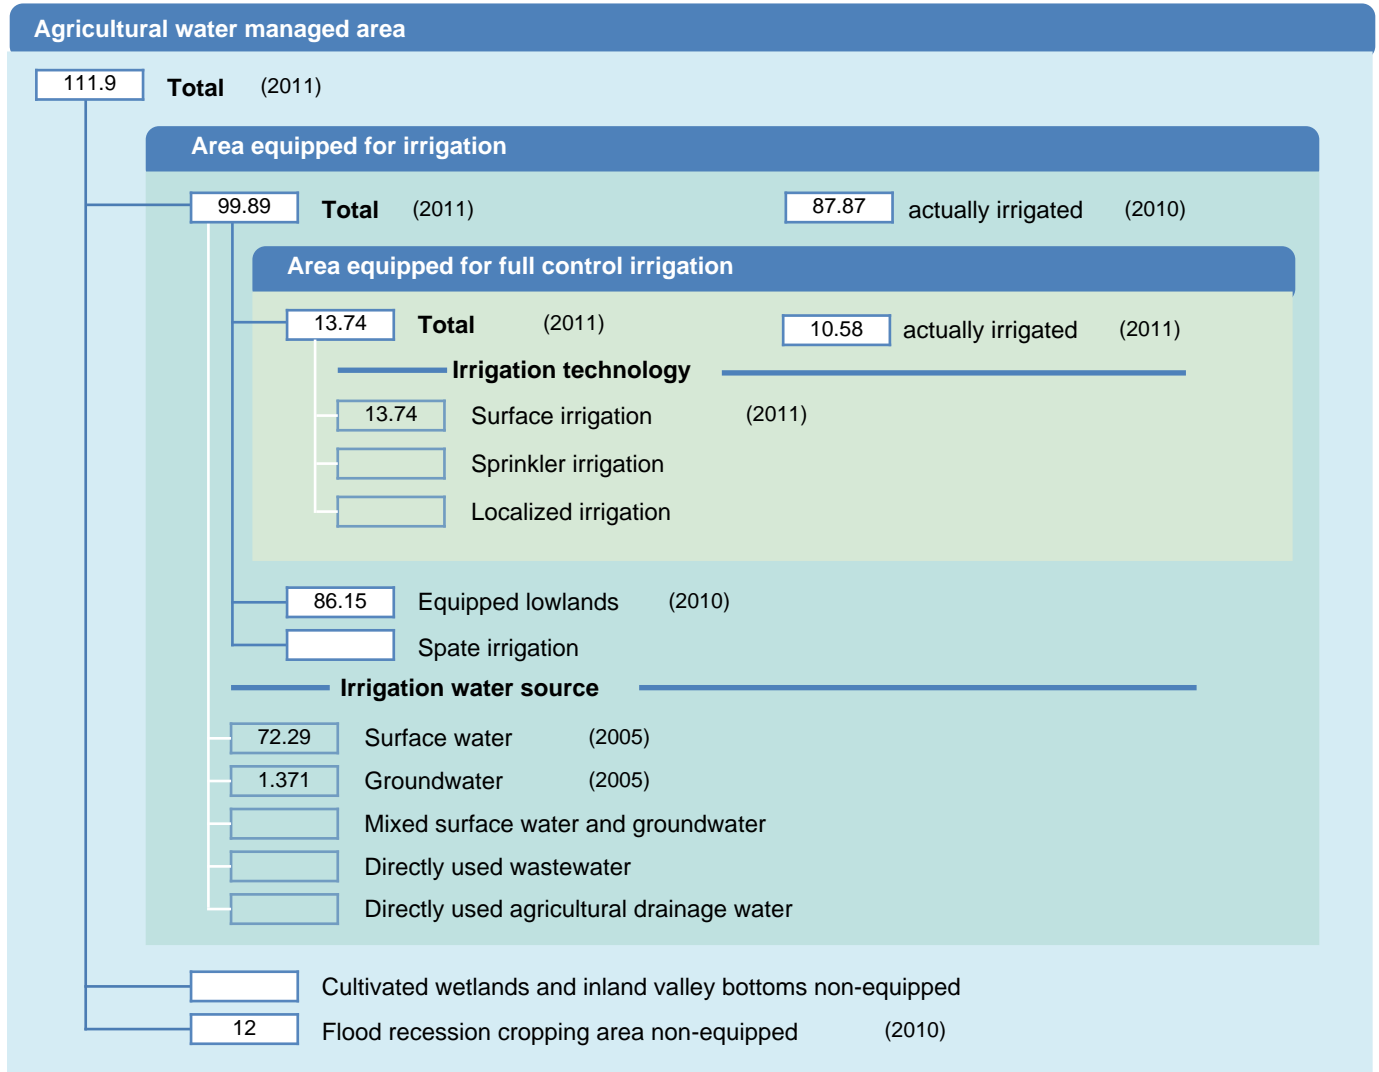 Agricultural water managed area
111.9 Total (2011)
Area equipped for irrigation
99.89 Total (2011) 87.87 actually irrigated (2010)
Area equipped for full control irrigation
13.74 Total (2011) 10.58 actually irrigated (2011)
Irrigation technology
13.74 Surface irrigation (2011)
Sprinkler irrigation
Localized irrigation
86.15 Equipped lowlands (2010)
Spate irrigation
Irrigation water source
72.29 Surface water (2005)
1.371 Groundwater (2005)
Mixed surface water and groundwater
Directly used wastewater
Directly used agricultural drainage water
Cultivated wetlands and inland valley bottoms non-equipped
12 Flood recession cropping area non-equipped (2010)